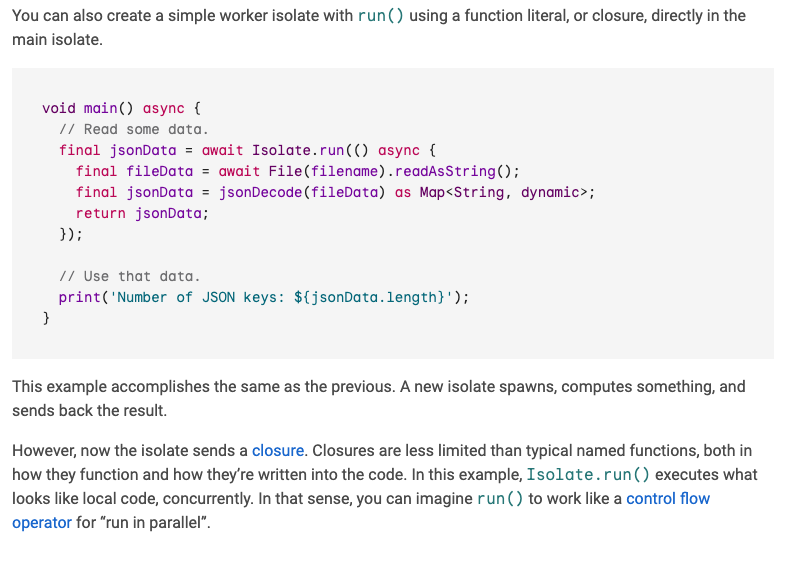 You can also create a simple worker isolate with run() using a function literal, or closure, directly in the
main isolate.
void main() async {
  // Read some data.
  final jsonData = await Isolate.run(() async {
    final fileData = await File(filename).readAsString();
    final jsonData = jsonDecode(fileData) as Map<String, dynamic>;
    return jsonData;
  });
  // Use that data.
  print('Number of JSON keys: ${jsonData.length}');
}
This example accomplishes the same as the previous. A new isolate spawns, computes something, and
sends back the result.
However, now the isolate sends a closure. Closures are less limited than typical named functions, both in
how they function and how they’re written into the code. In this example, Isolate.run() executes what
looks like local code, concurrently. In that sense, you can imagine run() to work like a control flow
operator for “run in parallel”.